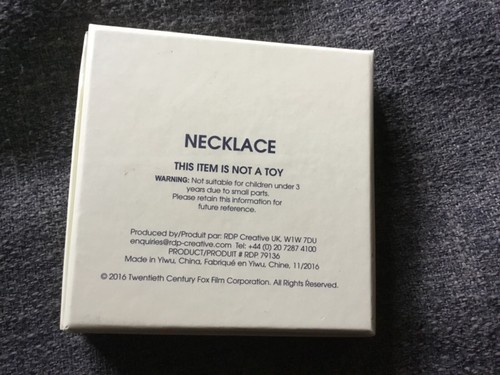 NECKLACE
THIS ITEM IS NOT A TOY
WARNING: Not suitable for children under 3
years due to small parts.
Please retain this information for
future reference.
Produced by/Produit par: RDP Creative UK, W1W 7DU
enquiries@rdp-creative.com Tel: +44 (0) 20 7287 4100
PRODUCT/PRODUIT # RDP 79136
Made in Yiwu, China, Fabriqué en Yiwu, Chine, 11/2016
© 2016 Twentieth Century Fox Film Corporation. All Rights Reserved.